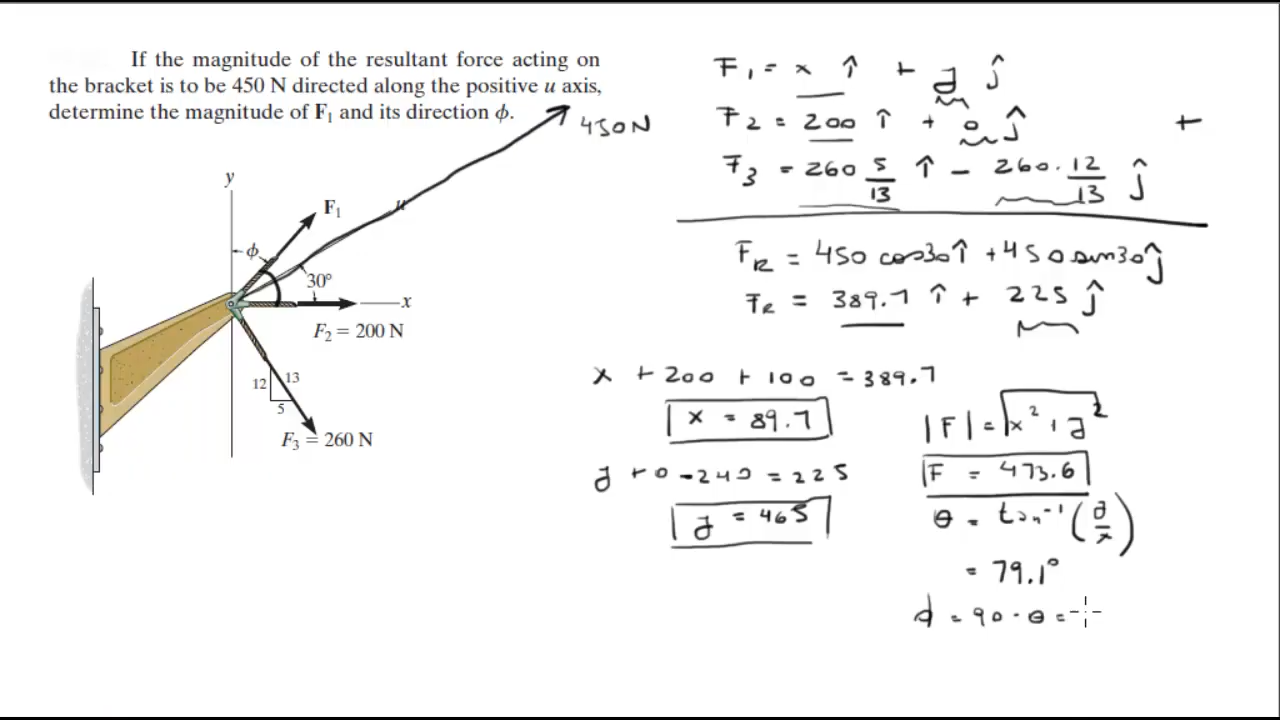 If the magnitude of the resultant force acting on
the bracket is to be 450 N directed along the positive u axis,
determine the magnitude of F₁ and its direction ϕ.
450N
y
F₁
ϕ
u
30°
x
F₂ = 200 N
12
13
5
F₃ = 260 N
F₁ = x î + y ĵ
F₂ = 200 î + 0 ĵ
+
F₃ = 260 5/13 î - 260.12/13 ĵ
F_R = 450 cos30 î + 450 sin30 ĵ
F_R = 389.7 î + 225 ĵ
x + 200 + 100 = 389.7
x = 89.7
y + 0 - 240 = 225
y = 465
|F| = √x² + y²
F = 473.6
θ = tan⁻¹ (y/x)
= 79.1°
ϕ = 90 - θ =